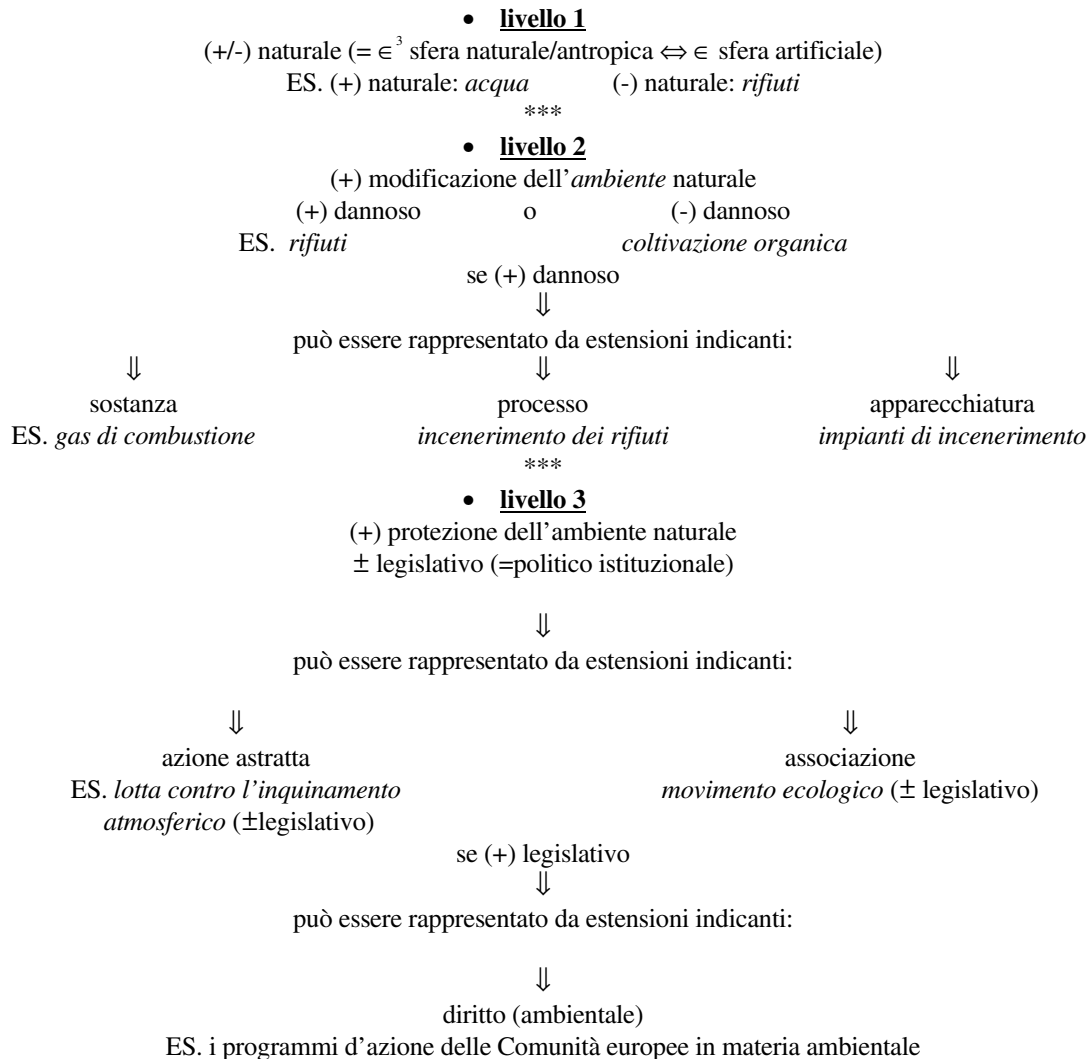 • livello 1
(+/-) naturale (= ∈³ sfera naturale/antropica ⇔ ∈ sfera artificiale)
ES. (+) naturale: acqua (-) naturale: rifiuti
***
• livello 2
(+) modificazione dell'ambiente naturale
(+) dannoso o (-) dannoso
ES. rifiuti coltivazione organica
se (+) dannoso
⇓
può essere rappresentato da estensioni indicanti:
⇓ ⇓ ⇓
sostanza processo apparecchiatura
ES. gas di combustione incenerimento dei rifiuti impianti di incenerimento
***
• livello 3
(+) protezione dell'ambiente naturale
± legislativo (=politico istituzionale)
⇓
può essere rappresentato da estensioni indicanti:
⇓ ⇓
azione astratta associazione
ES. lotta contro l'inquinamento movimento ecologico (± legislativo)
atmosferico (±legislativo)
se (+) legislativo
⇓
può essere rappresentato da estensioni indicanti:
⇓
diritto (ambientale)
ES. i programmi d'azione delle Comunità europee in materia ambientale